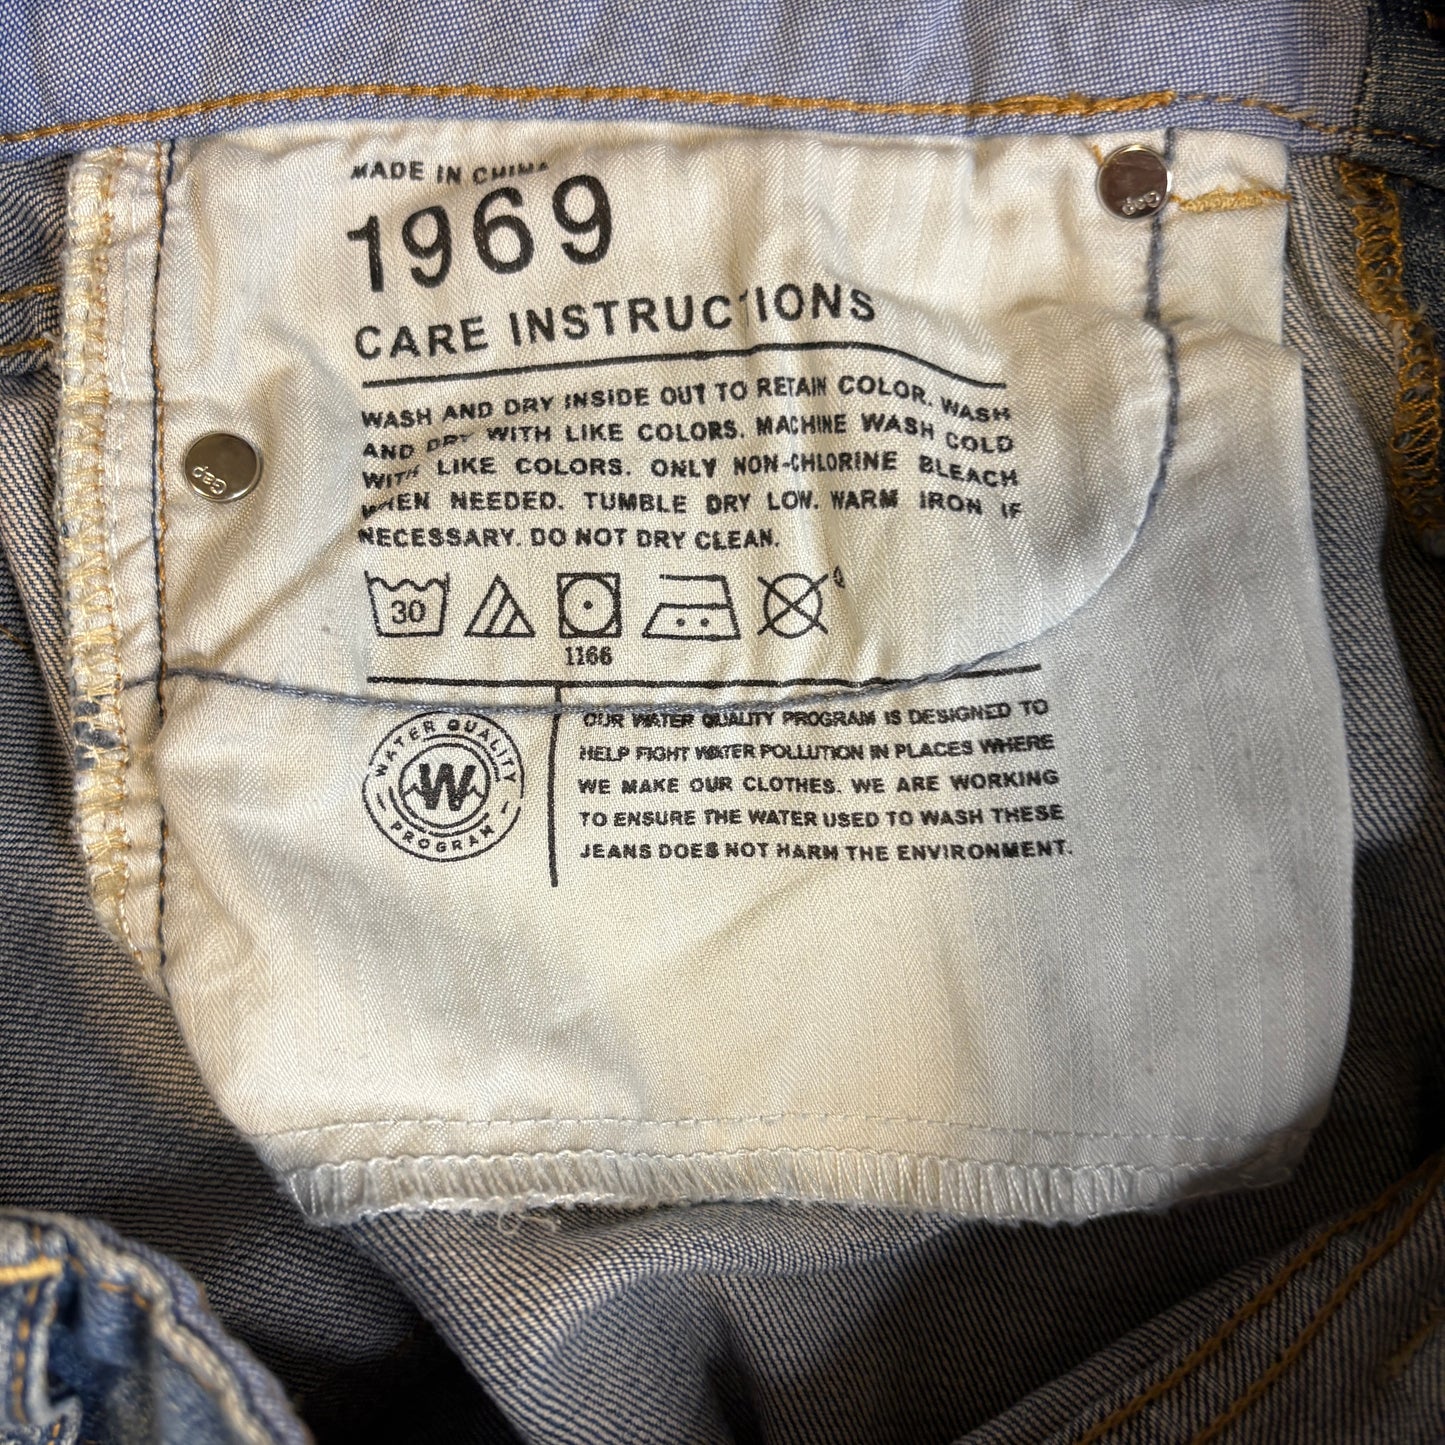 MADE IN CHINA
1969
Gap
CARE INSTRUCTIONS
WASH AND DRY INSIDE OUT TO RETAIN COLOR. WASH
AND DRY WITH LIKE COLORS. MACHINE WASH COLD
WITH LIKE COLORS. ONLY NON-CHLORINE BLEACH
WHEN NEEDED. TUMBLE DRY LOW. WARM IRON IF
NECESSARY. DO NOT DRY CLEAN.
Gap
30
1166
WATER QUALITY
W
PROGRAM
OUR WATER QUALITY PROGRAM IS DESIGNED TO
HELP FIGHT WATER POLLUTION IN PLACES WHERE
WE MAKE OUR CLOTHES. WE ARE WORKING
TO ENSURE THE WATER USED TO WASH THESE
JEANS DOES NOT HARM THE ENVIRONMENT.